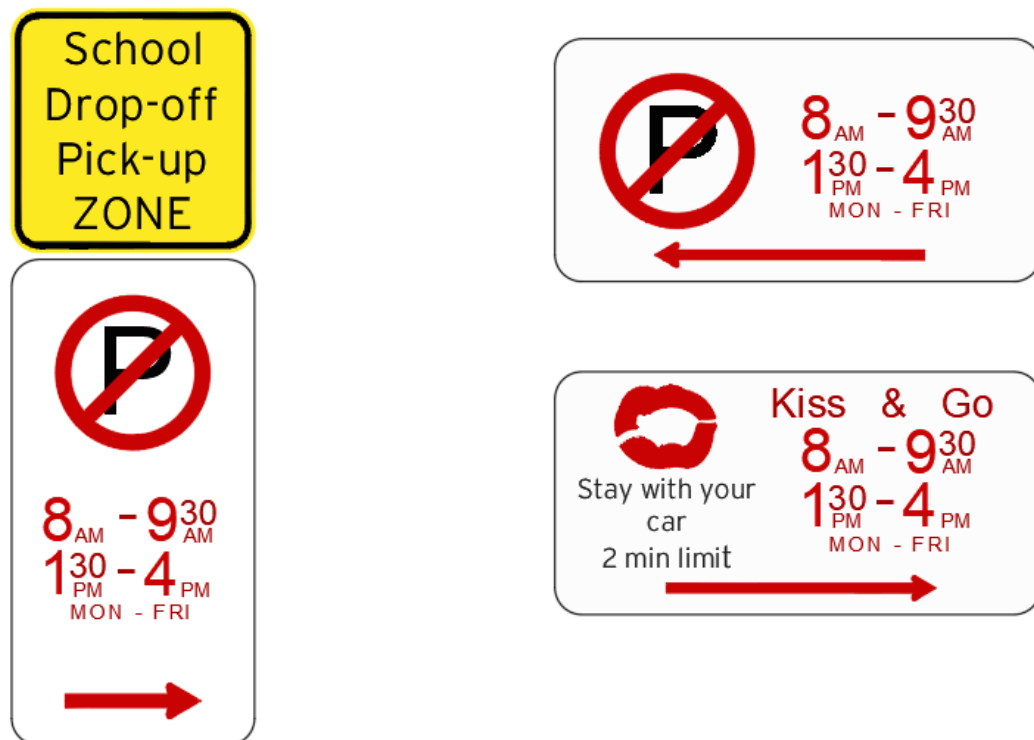 School
Drop-off
Pick-up
ZONE
P
8AM - 9³⁰AM
1³⁰PM - 4PM
MON - FRI
P
8AM - 9³⁰AM
1³⁰PM - 4PM
MON - FRI
Kiss & Go
8AM - 9³⁰AM
1³⁰PM - 4PM
MON - FRI
Stay with your
car
2 min limit